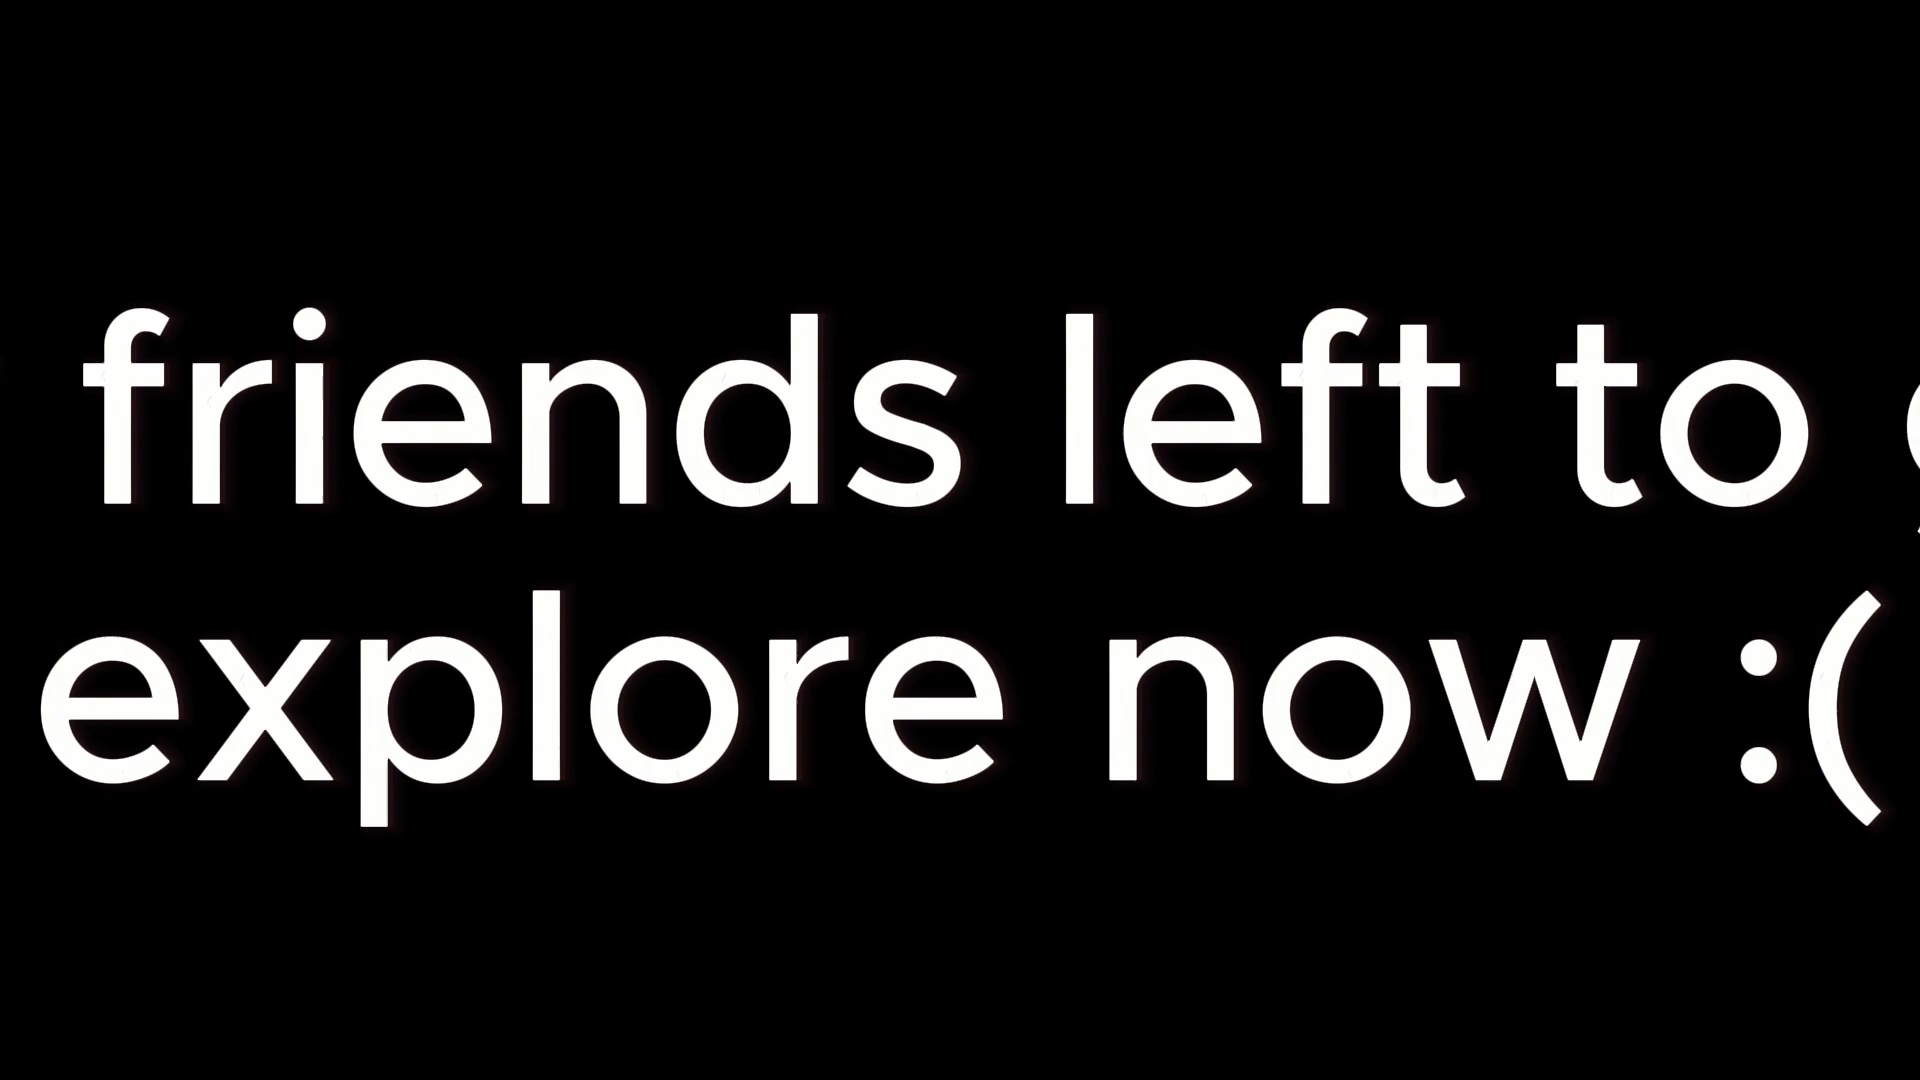 friends left to
explore now :(